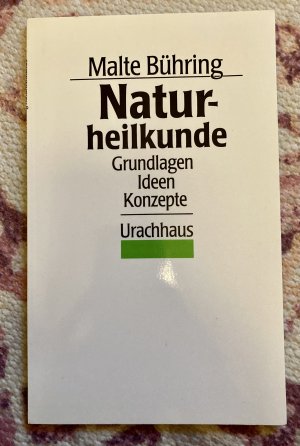 Malte Bühring
Natur-
heilkunde
Grundlagen
Ideen
Konzepte
Urachhaus